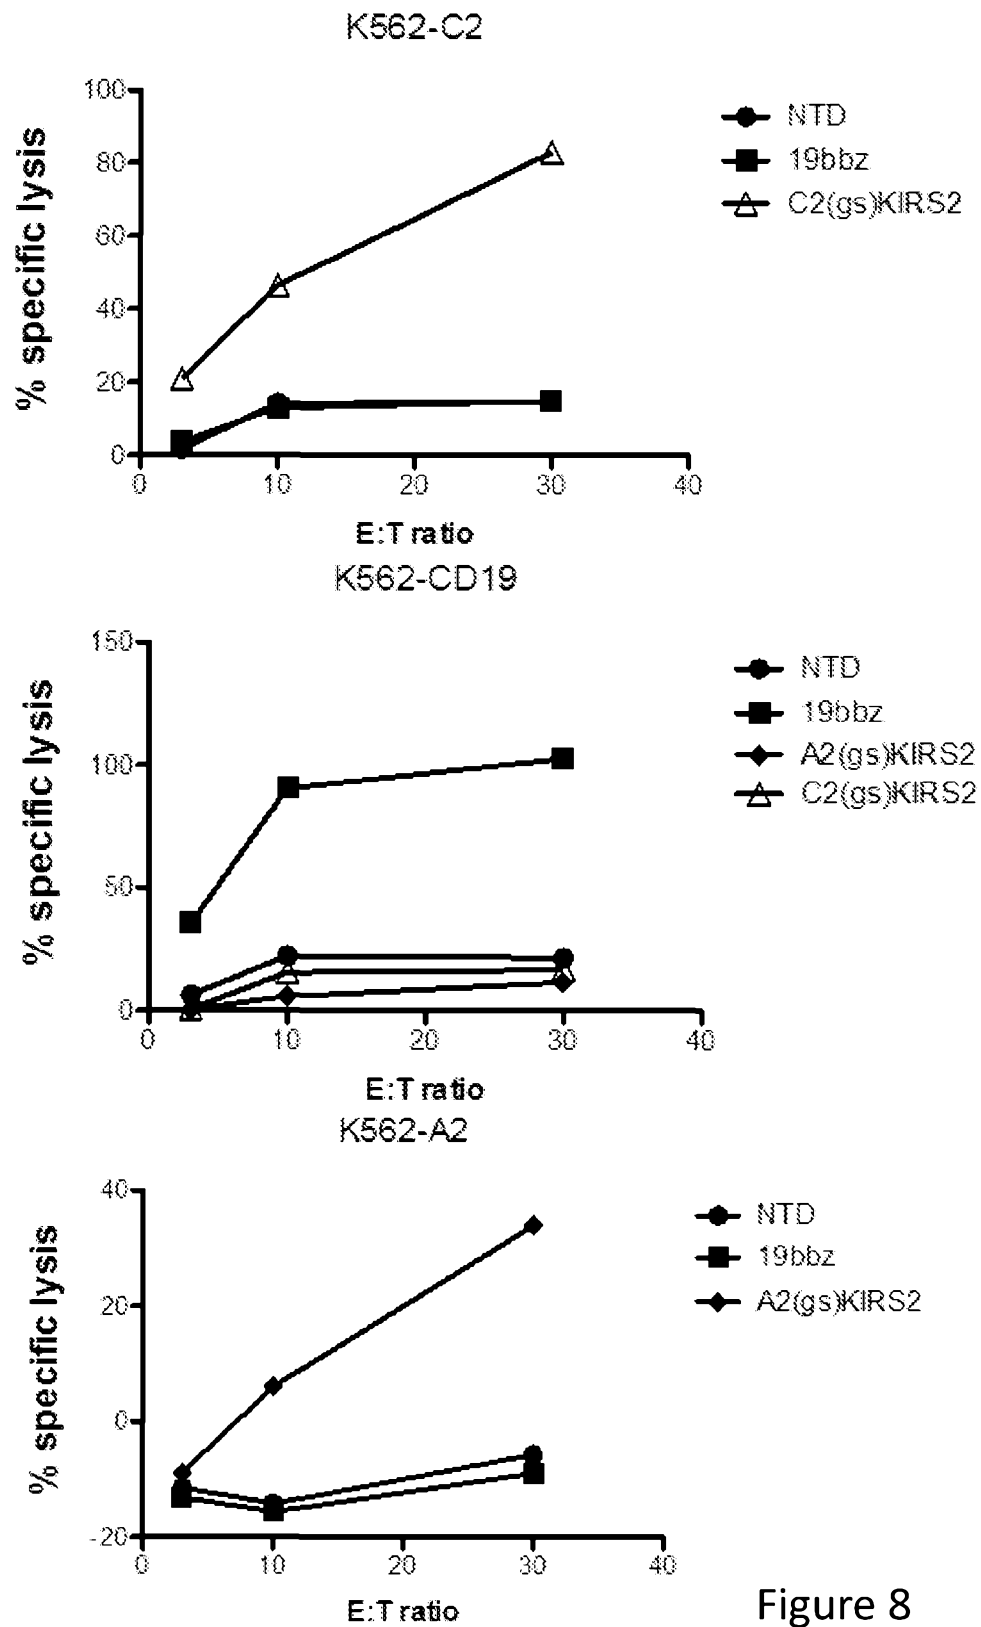 K562-C2
% specific lysis
100
80
60
40
20
0
0 10 20 30 40
E:T ratio
NTD
19bbz
C2(gs)KIRS2
K562-CD19
% specific lysis
150
100
50
0
0 10 20 30 40
E:T ratio
NTD
19bbz
A2(gs)KIRS2
C2(gs)KIRS2
K562-A2
% specific lysis
40
20
0
-20
0 10 20 30 40
E:T ratio
NTD
19bbz
A2(gs)KIRS2
Figure 8